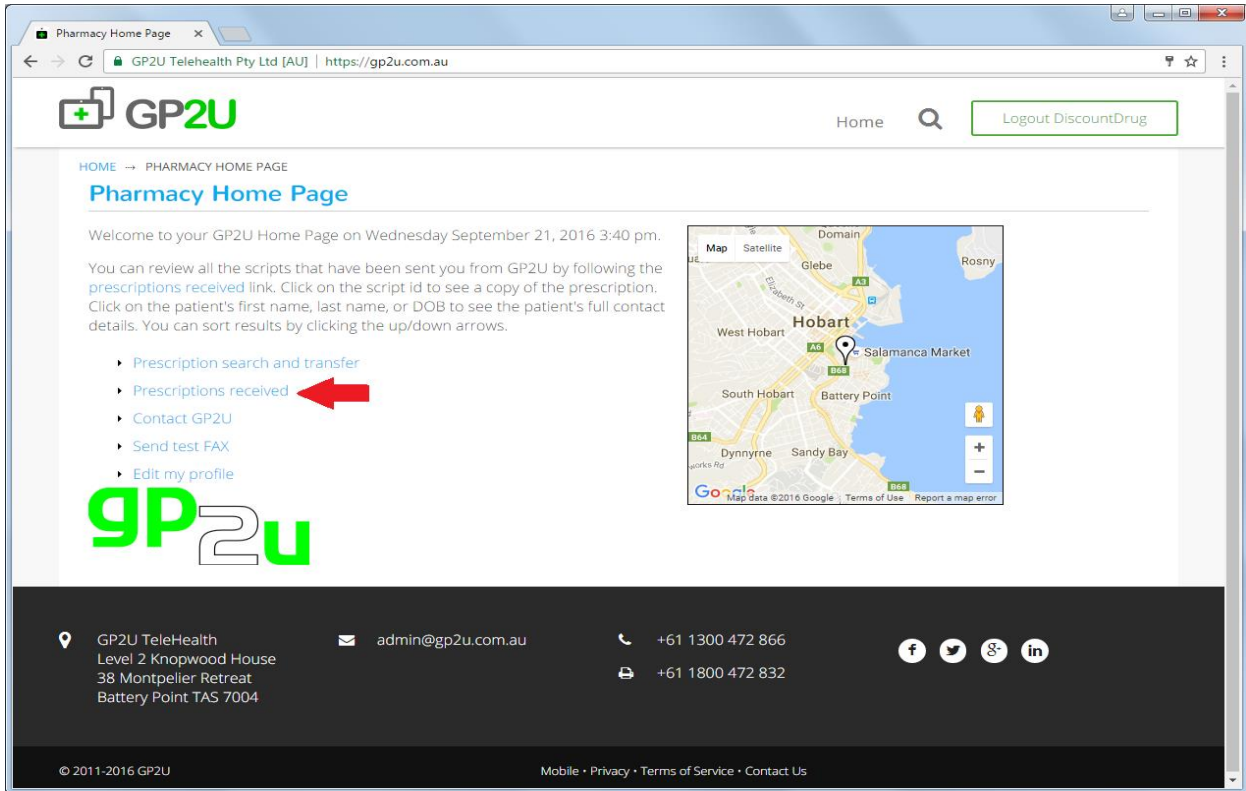 Pharmacy Home Page
GP2U Telehealth Pty Ltd [AU] | https://gp2u.com.au
GP2U
Home
Logout DiscountDrug
HOME → PHARMACY HOME PAGE
Pharmacy Home Page
Welcome to your GP2U Home Page on Wednesday September 21, 2016 3:40 pm.
You can review all the scripts that have been sent you from GP2U by following the
prescriptions received link. Click on the script id to see a copy of the prescription.
Click on the patient's first name, last name, or DOB to see the patient's full contact
details. You can sort results by clicking the up/down arrows.
Prescription search and transfer
Prescriptions received
Contact GP2U
Send test FAX
Edit my profile
gp2u
Map Satellite
Domain
Glebe
Rosny
A3
Elizabeth St
Hobart
West Hobart
A6
Salamanca Market
B68
South Hobart
Battery Point
B64
Dynnyrne
Sandy Bay
B68
Google
Map data ©2016 Google
Terms of Use
Report a map error
GP2U TeleHealth
Level 2 Knopwood House
38 Montpelier Retreat
Battery Point TAS 7004
admin@gp2u.com.au
+61 1300 472 866
+61 1800 472 832
© 2011-2016 GP2U
Mobile • Privacy • Terms of Service • Contact Us